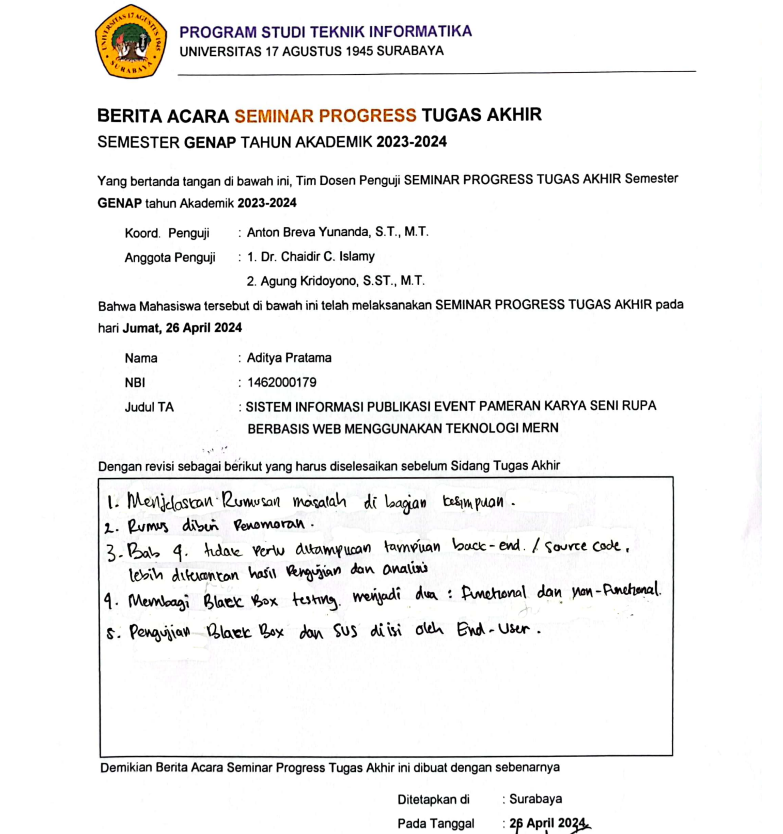 UNIVERSITAS 17 AGUSTUS 1945
SURABAYA
PROGRAM STUDI TEKNIK INFORMATIKA
UNIVERSITAS 17 AGUSTUS 1945 SURABAYA
BERITA ACARA SEMINAR PROGRESS TUGAS AKHIR
SEMESTER GENAP TAHUN AKADEMIK 2023-2024
Yang bertanda tangan di bawah ini, Tim Dosen Penguji SEMINAR PROGRESS TUGAS AKHIR Semester
GENAP tahun Akademik 2023-2024
Koord. Penguji : Anton Breva Yunanda, S.T., M.T.
Anggota Penguji : 1. Dr. Chaidir C. Islamy
2. Agung Kridoyono, S.ST., M.T.
Bahwa Mahasiswa tersebut di bawah ini telah melaksanakan SEMINAR PROGRESS TUGAS AKHIR pada
hari Jumat, 26 April 2024
Nama : Aditya Pratama
NBI : 1462000179
Judul TA : SISTEM INFORMASI PUBLIKASI EVENT PAMERAN KARYA SENI RUPA
BERBASIS WEB MENGGUNAKAN TEKNOLOGI MERN
Dengan revisi sebagai berikut yang harus diselesaikan sebelum Sidang Tugas Akhir
1. Menjelaskan Rumusan masalah di bagian kesimpulan.
2. Rumus diberi Penomoran.
3. Bab 4. tidak perlu ditampilkan tampilan back-end. / Source code,
lebih ditekankan hasil Pengujian dan analisis
4. Membagi Black Box testing menjadi dua : Functional dan non-Functional.
5. Pengujian Black Box dan SUS diisi oleh End-User.
Demikian Berita Acara Seminar Progress Tugas Akhir ini dibuat dengan sebenarnya
Ditetapkan di : Surabaya
Pada Tanggal : 26 April 2024